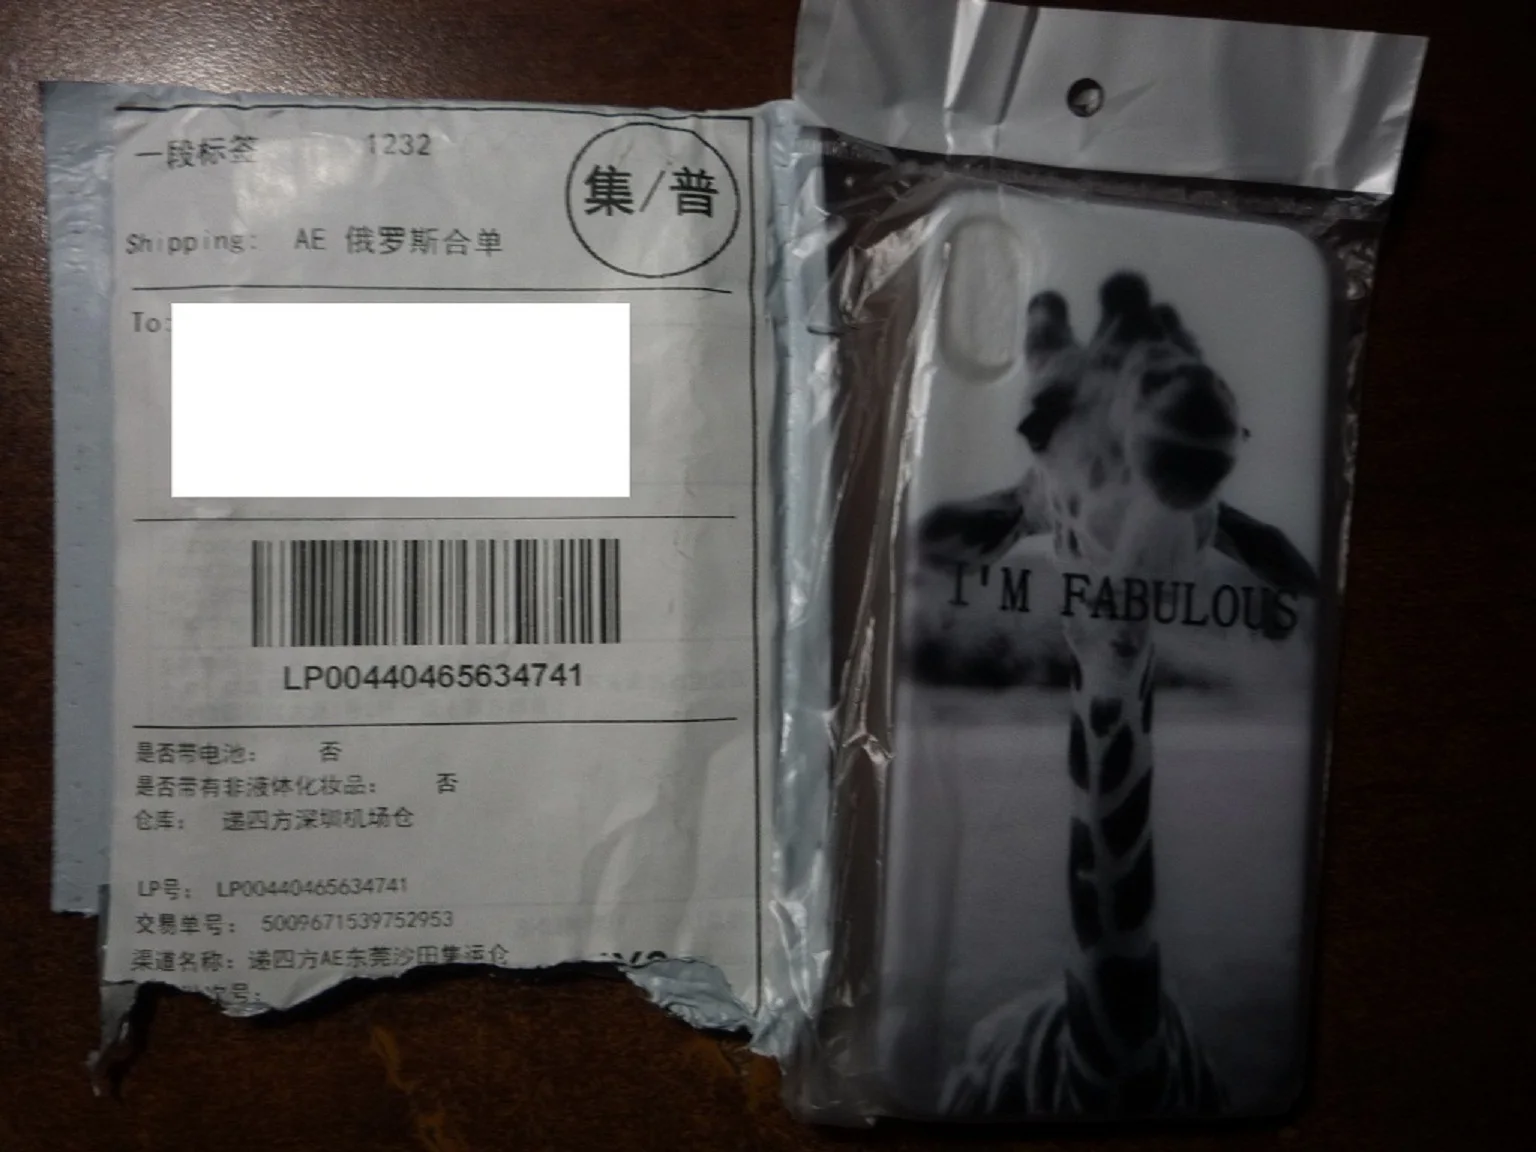 一段标签 1232
集/普
Shipping: AE 俄罗斯合单
To:
LP00440465634741
是否带电池: 否
是否带有非液体化妆品: 否
仓库: 递四方深圳机场仓
LP号: LP00440465634741
交易单号: 5009671539752953
渠道名称: 递四方AE东莞沙田集运仓
次号:
I'M FABULOUS